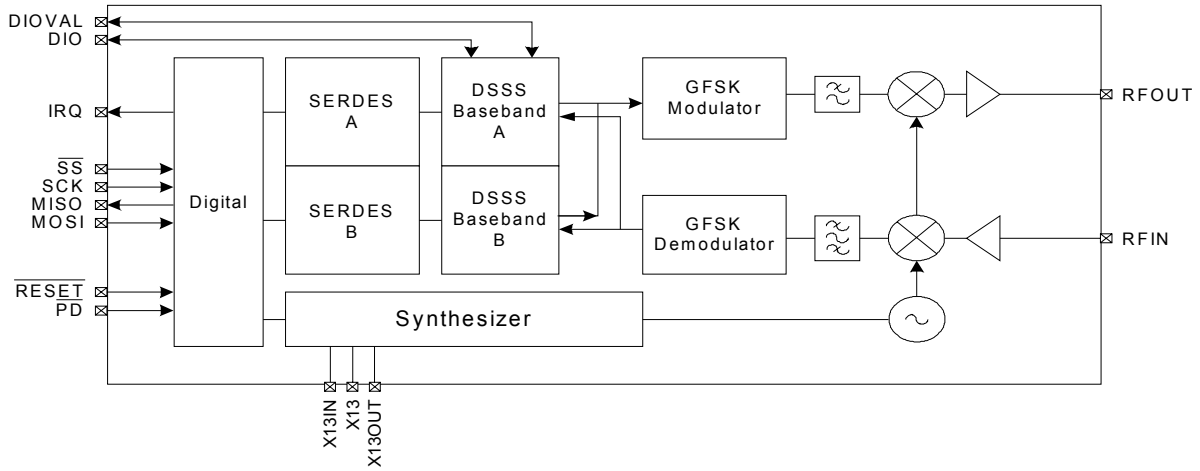 DIOVAL
DIO
IRQ
SS
SCK
MISO
MOSI
RESET
PD
Digital
SERDES
A
SERDES
B
DSSS
Baseband
A
DSSS
Baseband
B
GFSK
Modulator
GFSK
Demodulator
Synthesizer
RFOUT
RFIN
X13IN
X13
X13OUT